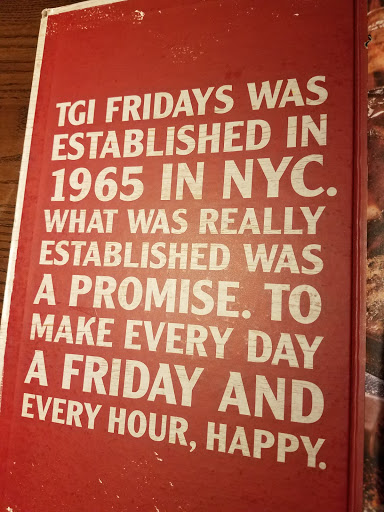 TGI FRIDAYS WAS
ESTABLISHED IN
1965 IN NYC.
WHAT WAS REALLY
ESTABLISHED WAS
A PROMISE. TO
MAKE EVERY DAY
A FRIDAY AND
EVERY HOUR, HAPPY.